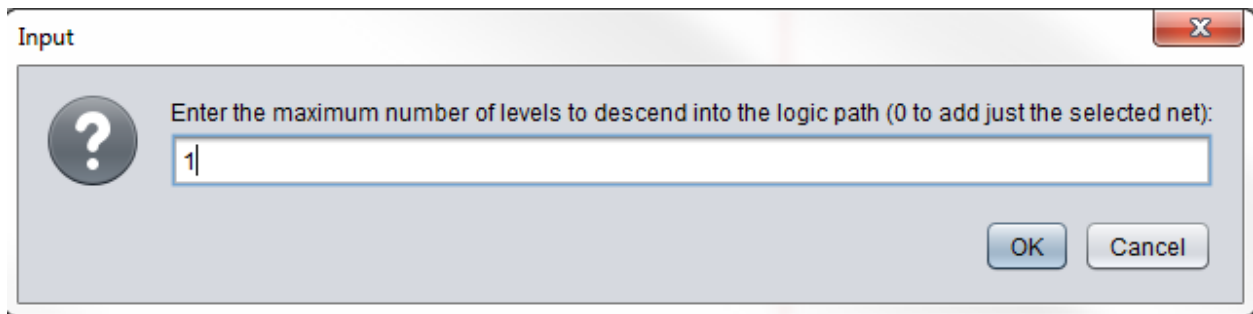 Input
Enter the maximum number of levels to descend into the logic path (0 to add just the selected net):
1
OK Cancel